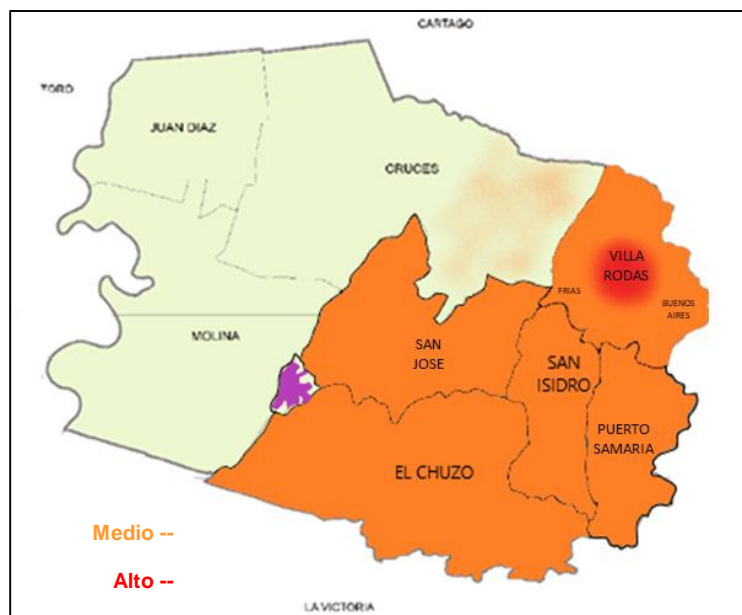 CARTAGO
TORO
JUAN DIAZ
CRUCES
VILLA
RODAS
FRIAS
BUENOS
AIRES
MOLINA
SAN
JOSE
SAN
ISIDRO
PUERTO
SAMARIA
EL CHUZO
Medio --
Alto --
LA VICTORIA